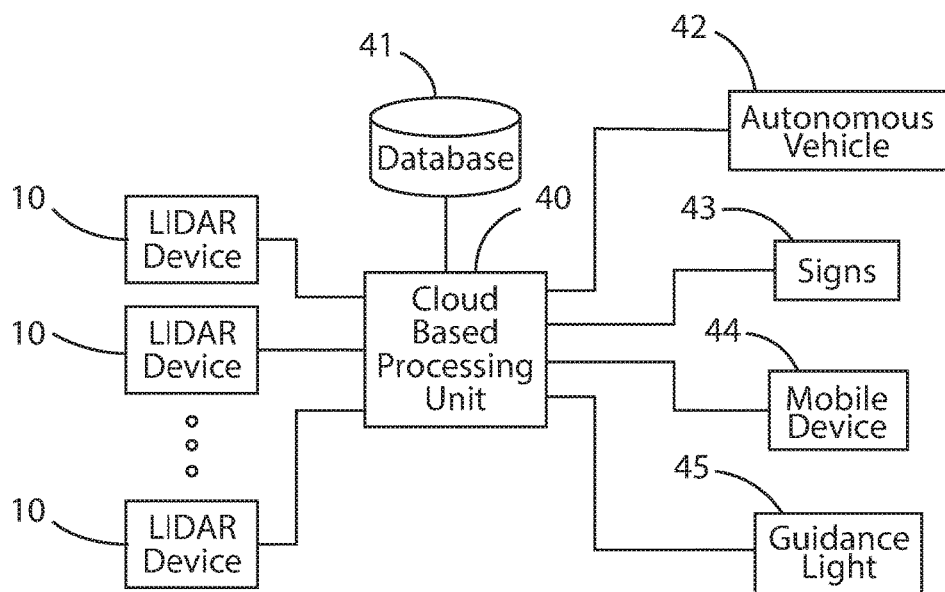 41
Database
42
Autonomous
Vehicle
10
LIDAR
Device
40
Cloud
Based
Processing
Unit
43
Signs
10
LIDAR
Device
44
Mobile
Device
10
LIDAR
Device
45
Guidance
Light